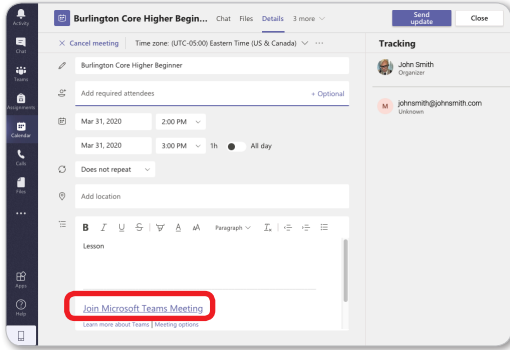 Activity
Chat
Teams
Assignments
Calendar
Calls
Files
Apps
Help
Burlington Core Higher Begin... Chat Files Details 3 more
Send update
Close
Cancel meeting Time zone: (UTC-05:00) Eastern Time (US & Canada) ...
Burlington Core Higher Beginner
Add required attendees + Optional
Mar 31, 2020 2:00 PM
Mar 31, 2020 3:00 PM 1h All day
Does not repeat
Add location
B I U S A aA Paragraph
Lesson
Join Microsoft Teams Meeting
Learn more about Teams | Meeting options
Tracking
John Smith
Organizer
M johnsmith@johnsmith.com
Unknown